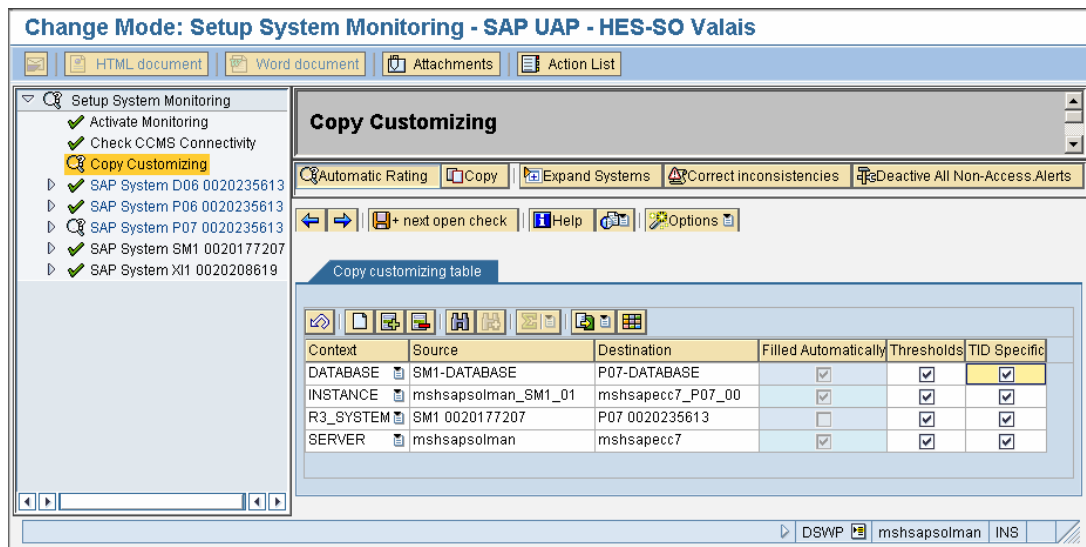 Change Mode: Setup System Monitoring - SAP UAP - HES-SO Valais
HTML document Word document Attachments Action List
Setup System Monitoring
Activate Monitoring
Check CCMS Connectivity
Copy Customizing
SAP System D06 0020235613
SAP System P06 0020235613
SAP System P07 0020235613
SAP System SM1 0020177207
SAP System XI1 0020208619
Copy Customizing
Automatic Rating Copy Expand Systems Correct inconsistencies Deactive All Non-Access.Alerts
+ next open check Help Options
Copy customizing table
Context Source Destination Filled Automatically Thresholds TID Specific
DATABASE SM1-DATABASE P07-DATABASE
INSTANCE mshsapsolman_SM1_01 mshsapecc7_P07_00
R3_SYSTEM SM1 0020177207 P07 0020235613
SERVER mshsapsolman mshsapecc7
DSWP mshsapsolman INS